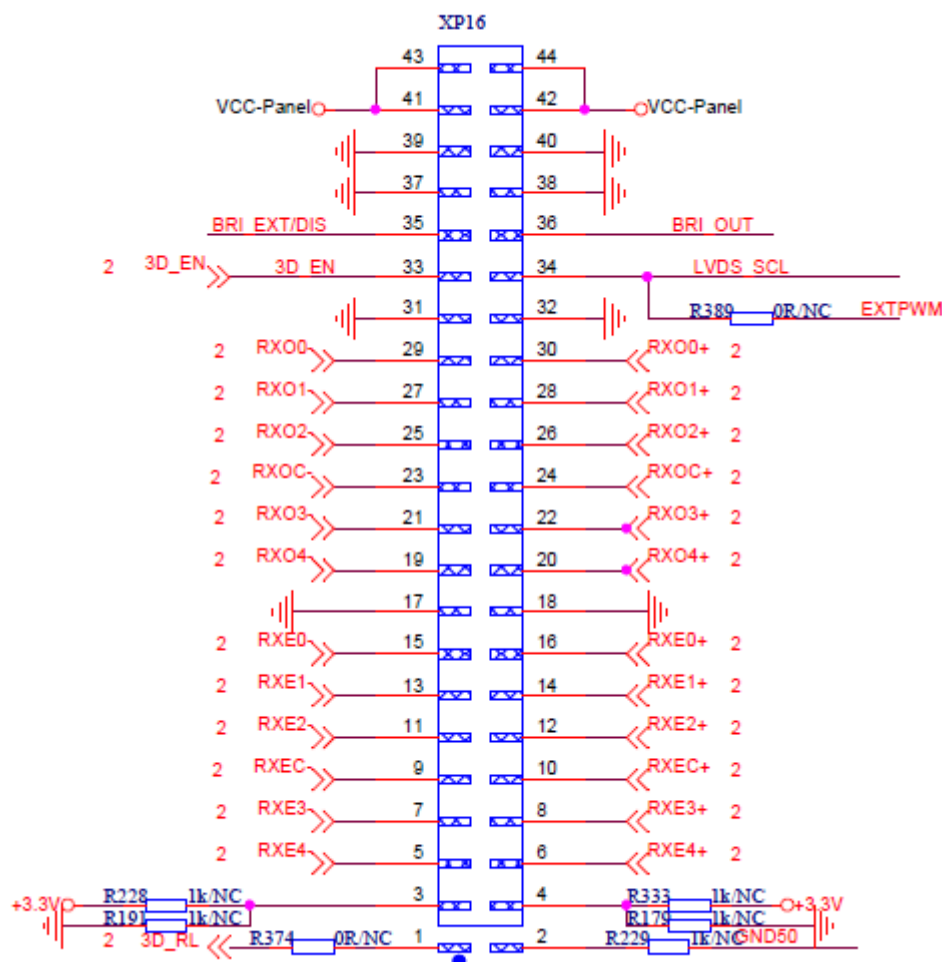 XP16
43 44
VCC-Panel 41 42 VCC-Panel
39 40
37 38
BRI_EXT/DIS 35 36 BRI_OUT
2 3D_EN 3D_EN 33 34 LVDS_SCL
31 32 R389 0R/NC EXTPWM
2 RXO0- 29 30 RXO0+ 2
2 RXO1- 27 28 RXO1+ 2
2 RXO2- 25 26 RXO2+ 2
2 RXOC- 23 24 RXOC+ 2
2 RXO3- 21 22 RXO3+ 2
2 RXO4- 19 20 RXO4+ 2
17 18
2 RXE0- 15 16 RXE0+ 2
2 RXE1- 13 14 RXE1+ 2
2 RXE2- 11 12 RXE2+ 2
2 RXEC- 9 10 RXEC+ 2
2 RXE3- 7 8 RXE3+ 2
2 RXE4- 5 6 RXE4+ 2
+3.3V R228 1k/NC 3 4 R333 1k/NC +3.3V
R191 1k/NC R179 1k/NC
2 3D_RL R374 0R/NC 1 2 R229 1k/NC GND50